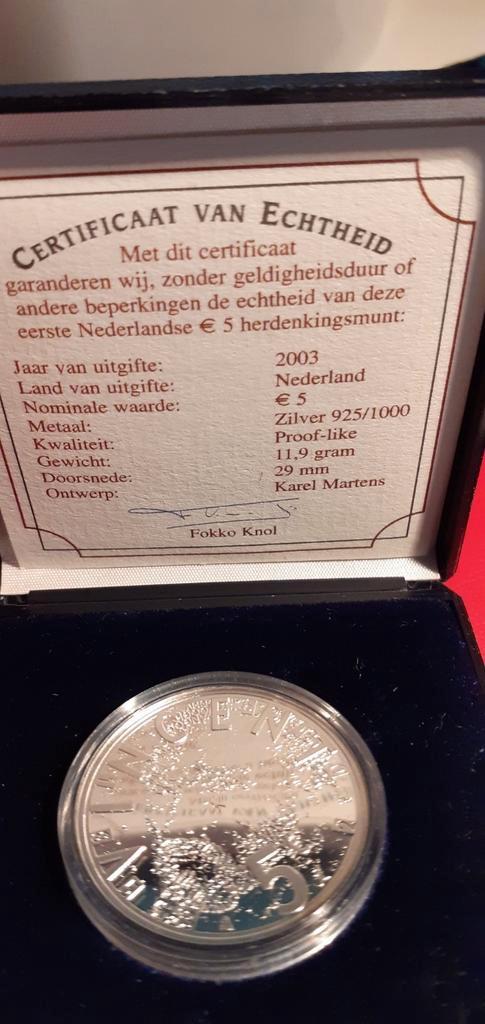 CERTIFICAAT VAN ECHTHEID
Met dit certificaat
garanderen wij, zonder geldigheidsduur of
andere beperkingen de echtheid van deze
eerste Nederlandse € 5 herdenkingsmunt:
Jaar van uitgifte: 2003
Land van uitgifte: Nederland
Nominale waarde: € 5
Metaal: Zilver 925/1000
Kwaliteit: Proof-like
Gewicht: 11,9 gram
Doorsnede: 29 mm
Ontwerp: Karel Martens
Fokko Knol
VINCENT
5